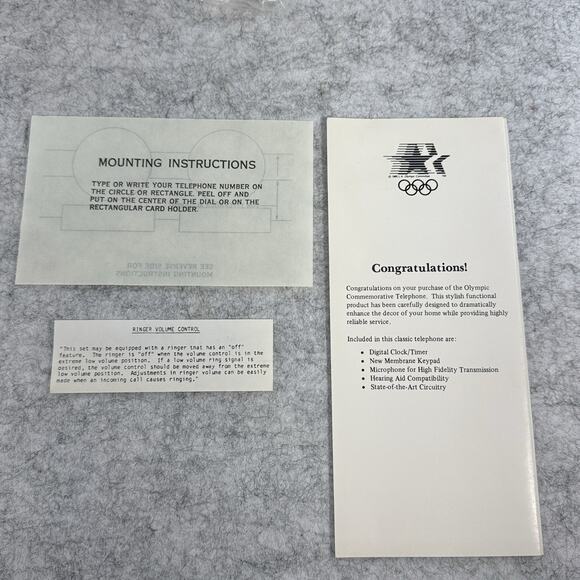 MOUNTING INSTRUCTIONS
TYPE OR WRITE YOUR TELEPHONE NUMBER ON
THE CIRCLE OR RECTANGLE. PEEL OFF AND
PUT ON THE CENTER OF THE DIAL OR ON THE
RECTANGULAR CARD HOLDER.
SEE REVERSE SIDE FOR
MOUNTING INSTRUCTIONS
RINGER VOLUME CONTROL
"This set may be equipped with a ringer that has an "off"
feature. The ringer is "off" when the volume control is in the
extreme low volume position. If a low volume ring signal is
desired, the volume control should be moved away from the extreme
low volume position. Adjustments in ringer volume can be easily
made when an incoming call causes ringing."
Congratulations!
Congratulations on your purchase of the Olympic
Commemorative Telephone. This stylish functional
product has been carefully designed to dramatically
enhance the decor of your home while providing highly
reliable service.
Included in this classic telephone are:
• Digital Clock/Timer
• New Membrane Keypad
• Microphone for High Fidelity Transmission
• Hearing Aid Compatibility
• State-of-the-Art Circuitry